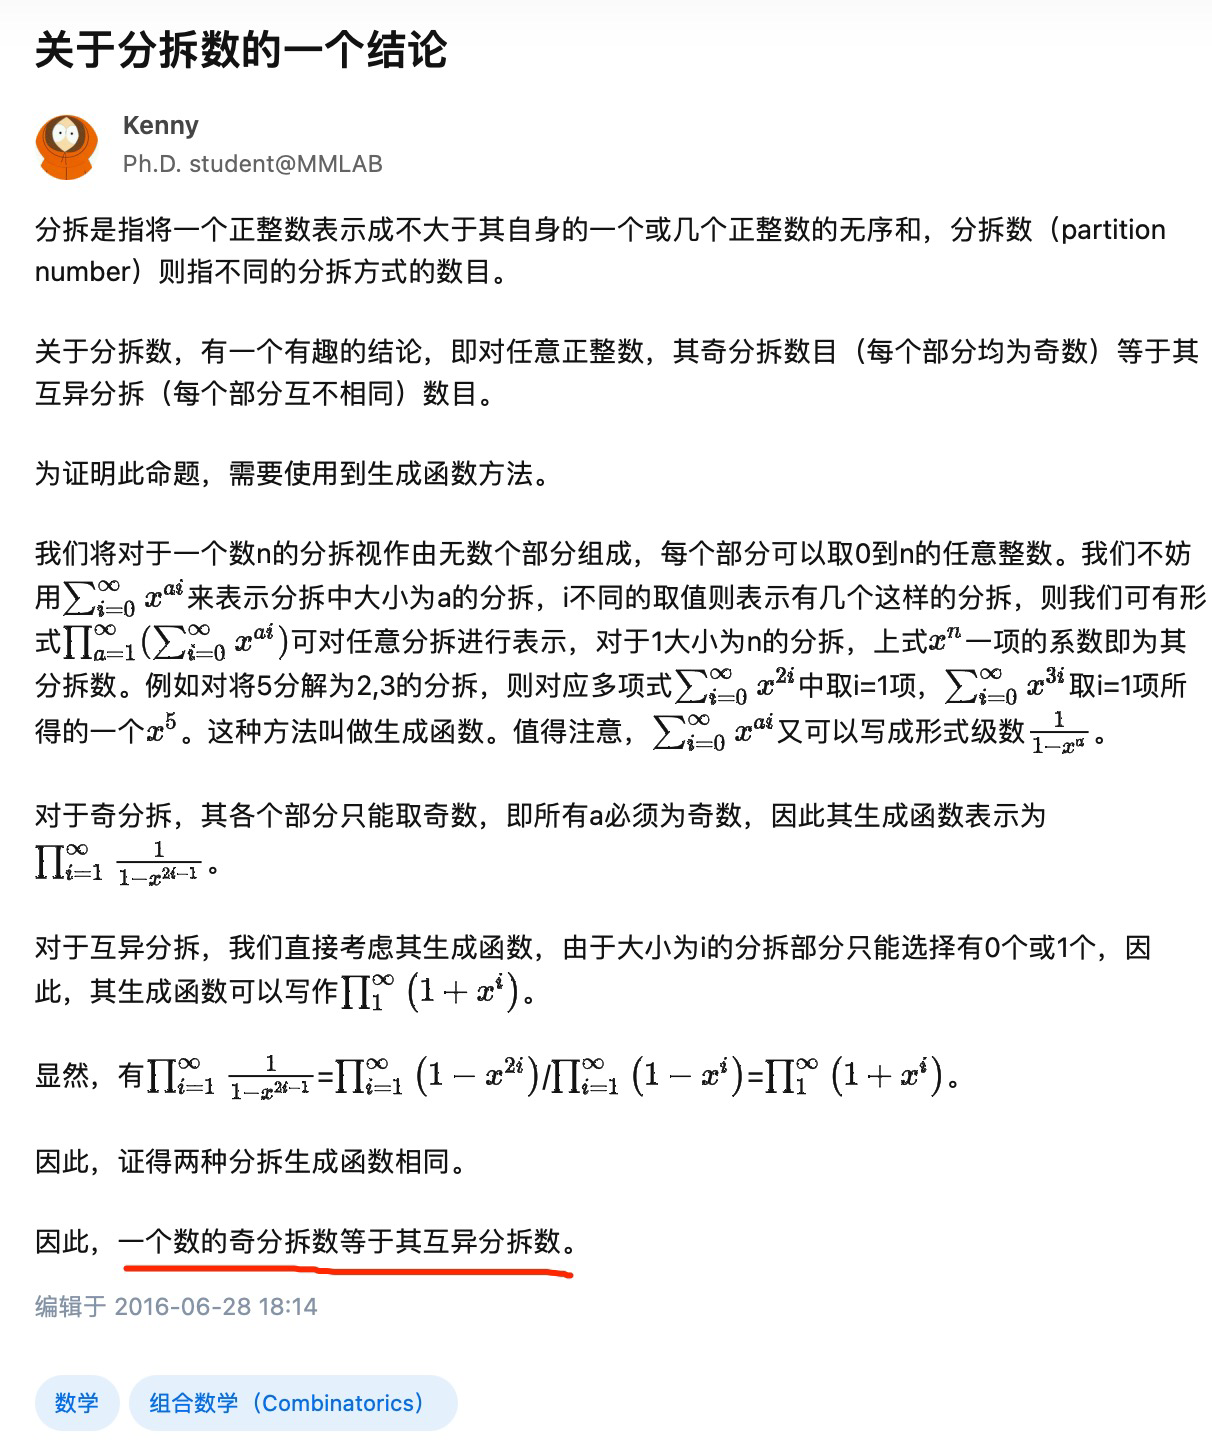 关于分拆数的一个结论
Kenny
Ph.D. student@MMLAB
分拆是指将一个正整数表示成不大于其自身的一个或几个正整数的无序和，分拆数（partition
number）则指不同的分拆方式的数目。
关于分拆数，有一个有趣的结论，即对任意正整数，其奇分拆数目（每个部分均为奇数）等于其
互异分拆（每个部分互不相同）数目。
为证明此命题，需要使用到生成函数方法。
我们将对于一个数n的分拆视作由无数个部分组成，每个部分可以取0到n的任意整数。我们不妨
用$\sum_{i=0}^{\infty} x^{ai}$来表示分拆中大小为a的分拆，i不同的取值则表示有几个这样的分拆，则我们可有形
式$\prod_{a=1}^{\infty}(\sum_{i=0}^{\infty} x^{ai})$可对任意分拆进行表示，对于1大小为n的分拆，上式$x^n$一项的系数即为其
分拆数。例如对将5分解为2,3的分拆，则对应多项式$\sum_{i=0}^{\infty} x^{2i}$中取i=1项，$\sum_{i=0}^{\infty} x^{3i}$取i=1项所
得的一个$x^5$。这种方法叫做生成函数。值得注意，$\sum_{i=0}^{\infty} x^{ai}$又可以写成形式级数$\frac{1}{1-x^a}$。
对于奇分拆，其各个部分只能取奇数，即所有a必须为奇数，因此其生成函数表示为
$\prod_{i=1}^{\infty} \frac{1}{1-x^{2i-1}}$。
对于互异分拆，我们直接考虑其生成函数，由于大小为i的分拆部分只能选择有0个或1个，因
此，其生成函数可以写作$\prod_{1}^{\infty}(1+x^i)$。
显然，有$\prod_{i=1}^{\infty} \frac{1}{1-x^{2i-1}}$=$\prod_{i=1}^{\infty}(1-x^{2i})$/$\prod_{i=1}^{\infty}(1-x^i)$=$\prod_{1}^{\infty}(1+x^i)$。
因此，证得两种分拆生成函数相同。
因此，一个数的奇分拆数等于其互异分拆数。
编辑于 2016-06-28 18:14
数学
组合数学（Combinatorics）